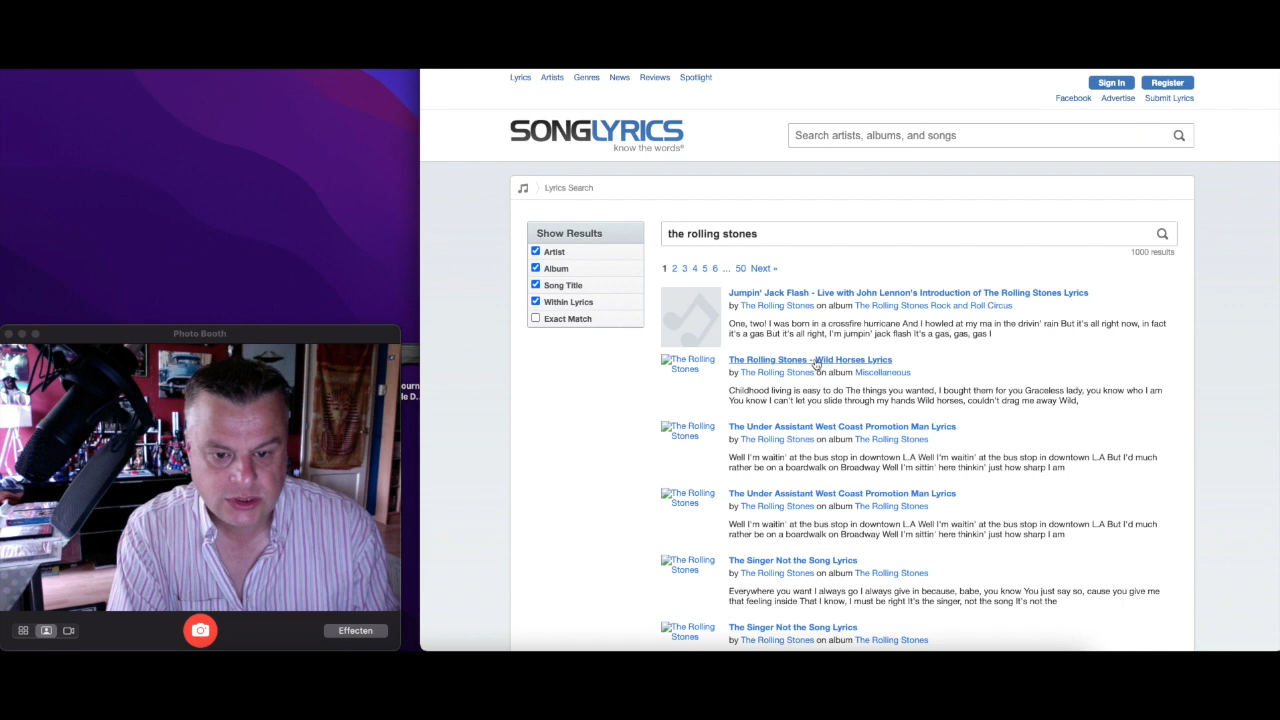 Lyrics Artists Genres News Reviews Spotlight
Sign In Register
Facebook Advertise Submit Lyrics
SONGLYRICS
know the words®
Search artists, albums, and songs
Lyrics Search
Show Results
Artist
Album
Song Title
Within Lyrics
Exact Match
the rolling stones
1000 results
1 2 3 4 5 6 ... 50 Next »
Jumpin' Jack Flash - Live with John Lennon's Introduction of The Rolling Stones Lyrics
by The Rolling Stones on album The Rolling Stones Rock and Roll Circus
One, two! I was born in a crossfire hurricane And I howled at my ma in the drivin' rain But it's all right now, in fact
it's a gas But it's all right, I'm jumpin' jack flash It's a gas, gas, gas I
The Rolling Stones
The Rolling Stones - Wild Horses Lyrics
by The Rolling Stones on album Miscellaneous
Childhood living is easy to do The things you wanted, I bought them for you Graceless lady, you know who I am
You know I can't let you slide through my hands Wild horses, couldn't drag me away Wild,
The Rolling Stones
The Under Assistant West Coast Promotion Man Lyrics
by The Rolling Stones on album The Rolling Stones
Well I'm waitin' at the bus stop in downtown L.A Well I'm waitin' at the bus stop in downtown L.A But I'd much
rather be on a boardwalk on Broadway Well I'm sittin' here thinkin' just how sharp I am
The Rolling Stones
The Under Assistant West Coast Promotion Man Lyrics
by The Rolling Stones on album The Rolling Stones
Well I'm waitin' at the bus stop in downtown L.A Well I'm waitin' at the bus stop in downtown L.A But I'd much
rather be on a boardwalk on Broadway Well I'm sittin' here thinkin' just how sharp I am
The Rolling Stones
The Singer Not the Song Lyrics
by The Rolling Stones on album The Rolling Stones
Everywhere you want I always go I always give in because, babe, you know You just say so, cause you give me
that feeling inside That I know, I must be right It's the singer, not the song It's not the
The Rolling Stones
The Singer Not the Song Lyrics
by The Rolling Stones on album The Rolling Stones
Photo Booth
Effecten